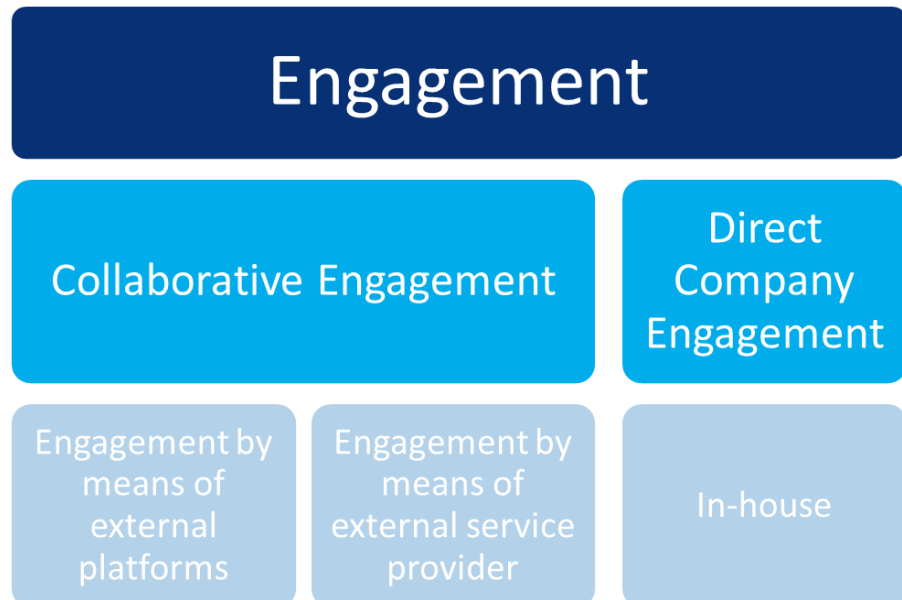 Engagement
Collaborative Engagement
Direct
Company
Engagement
Engagement by
means of
external
platforms
Engagement by
means of
external service
provider
In-house